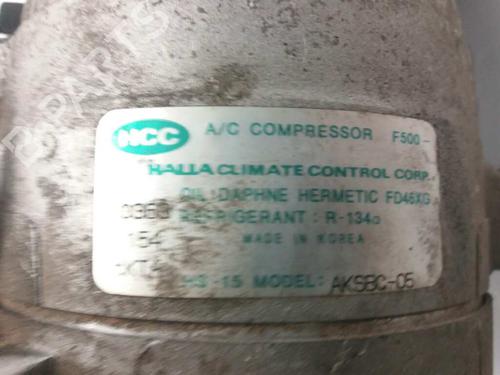 HCC
A/C COMPRESSOR F500-
HALLA CLIMATE CONTROL CORP.
OIL:DAPHNE HERMETIC FD46XG
REFRIGERANT : R-134a
154
MADE IN KOREA
HS-15 MODEL: AKSBC-05
B-PARTS